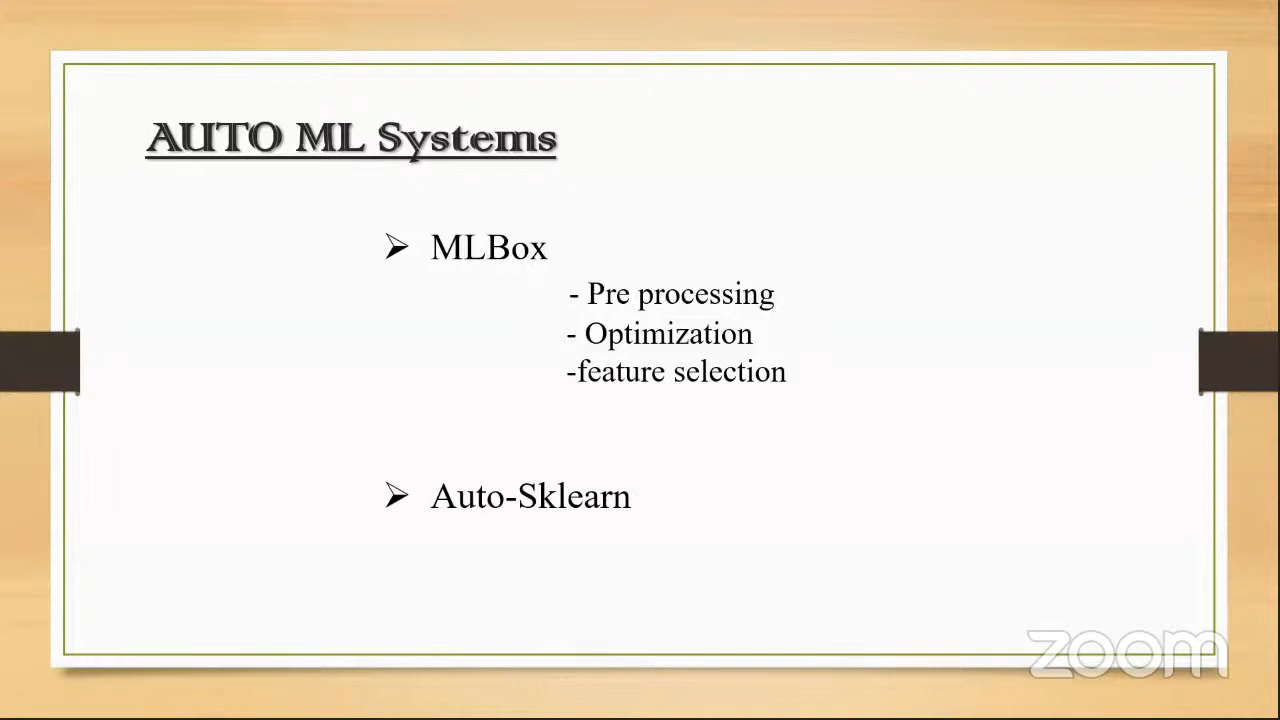 AUTO ML Systems
➢ MLBox
- Pre processing
- Optimization
-feature selection
➢ Auto-Sklearn
zoom